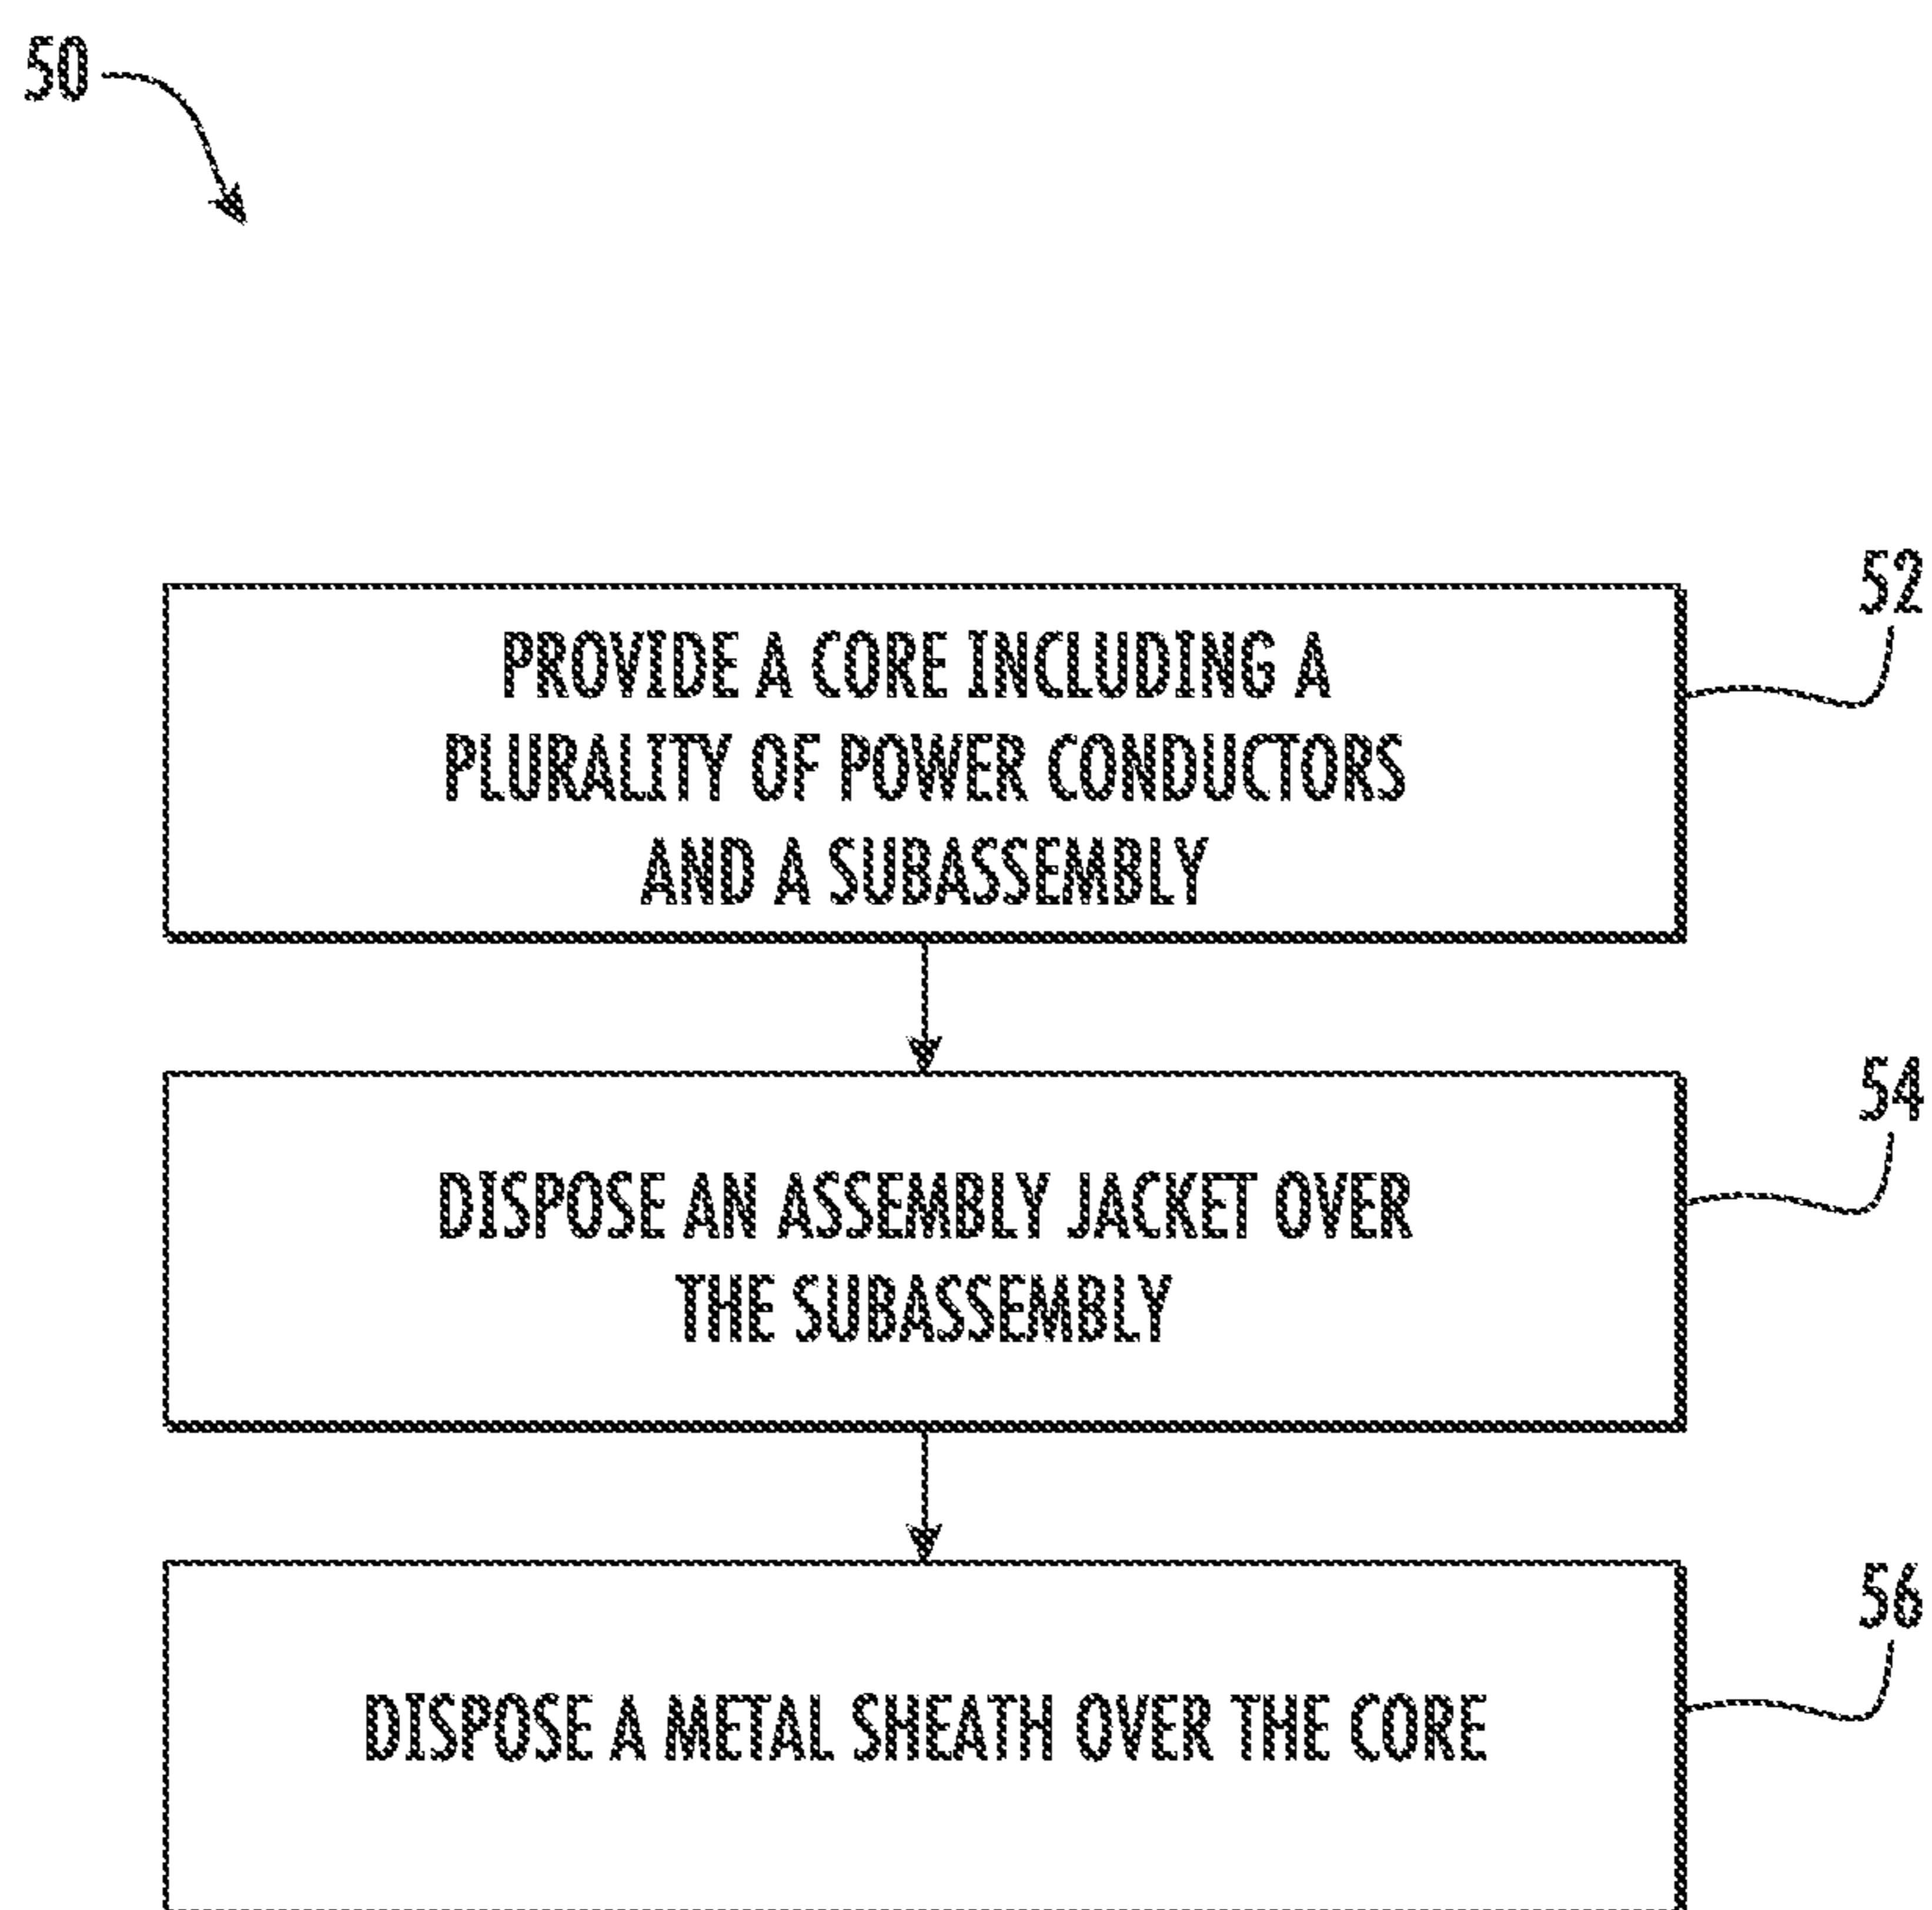 50
52
PROVIDE A CORE INCLUDING A
PLURALITY OF POWER CONDUCTORS
AND A SUBASSEMBLY
54
DISPOSE AN ASSEMBLY JACKET OVER
THE SUBASSEMBLY
56
DISPOSE A METAL SHEATH OVER THE CORE